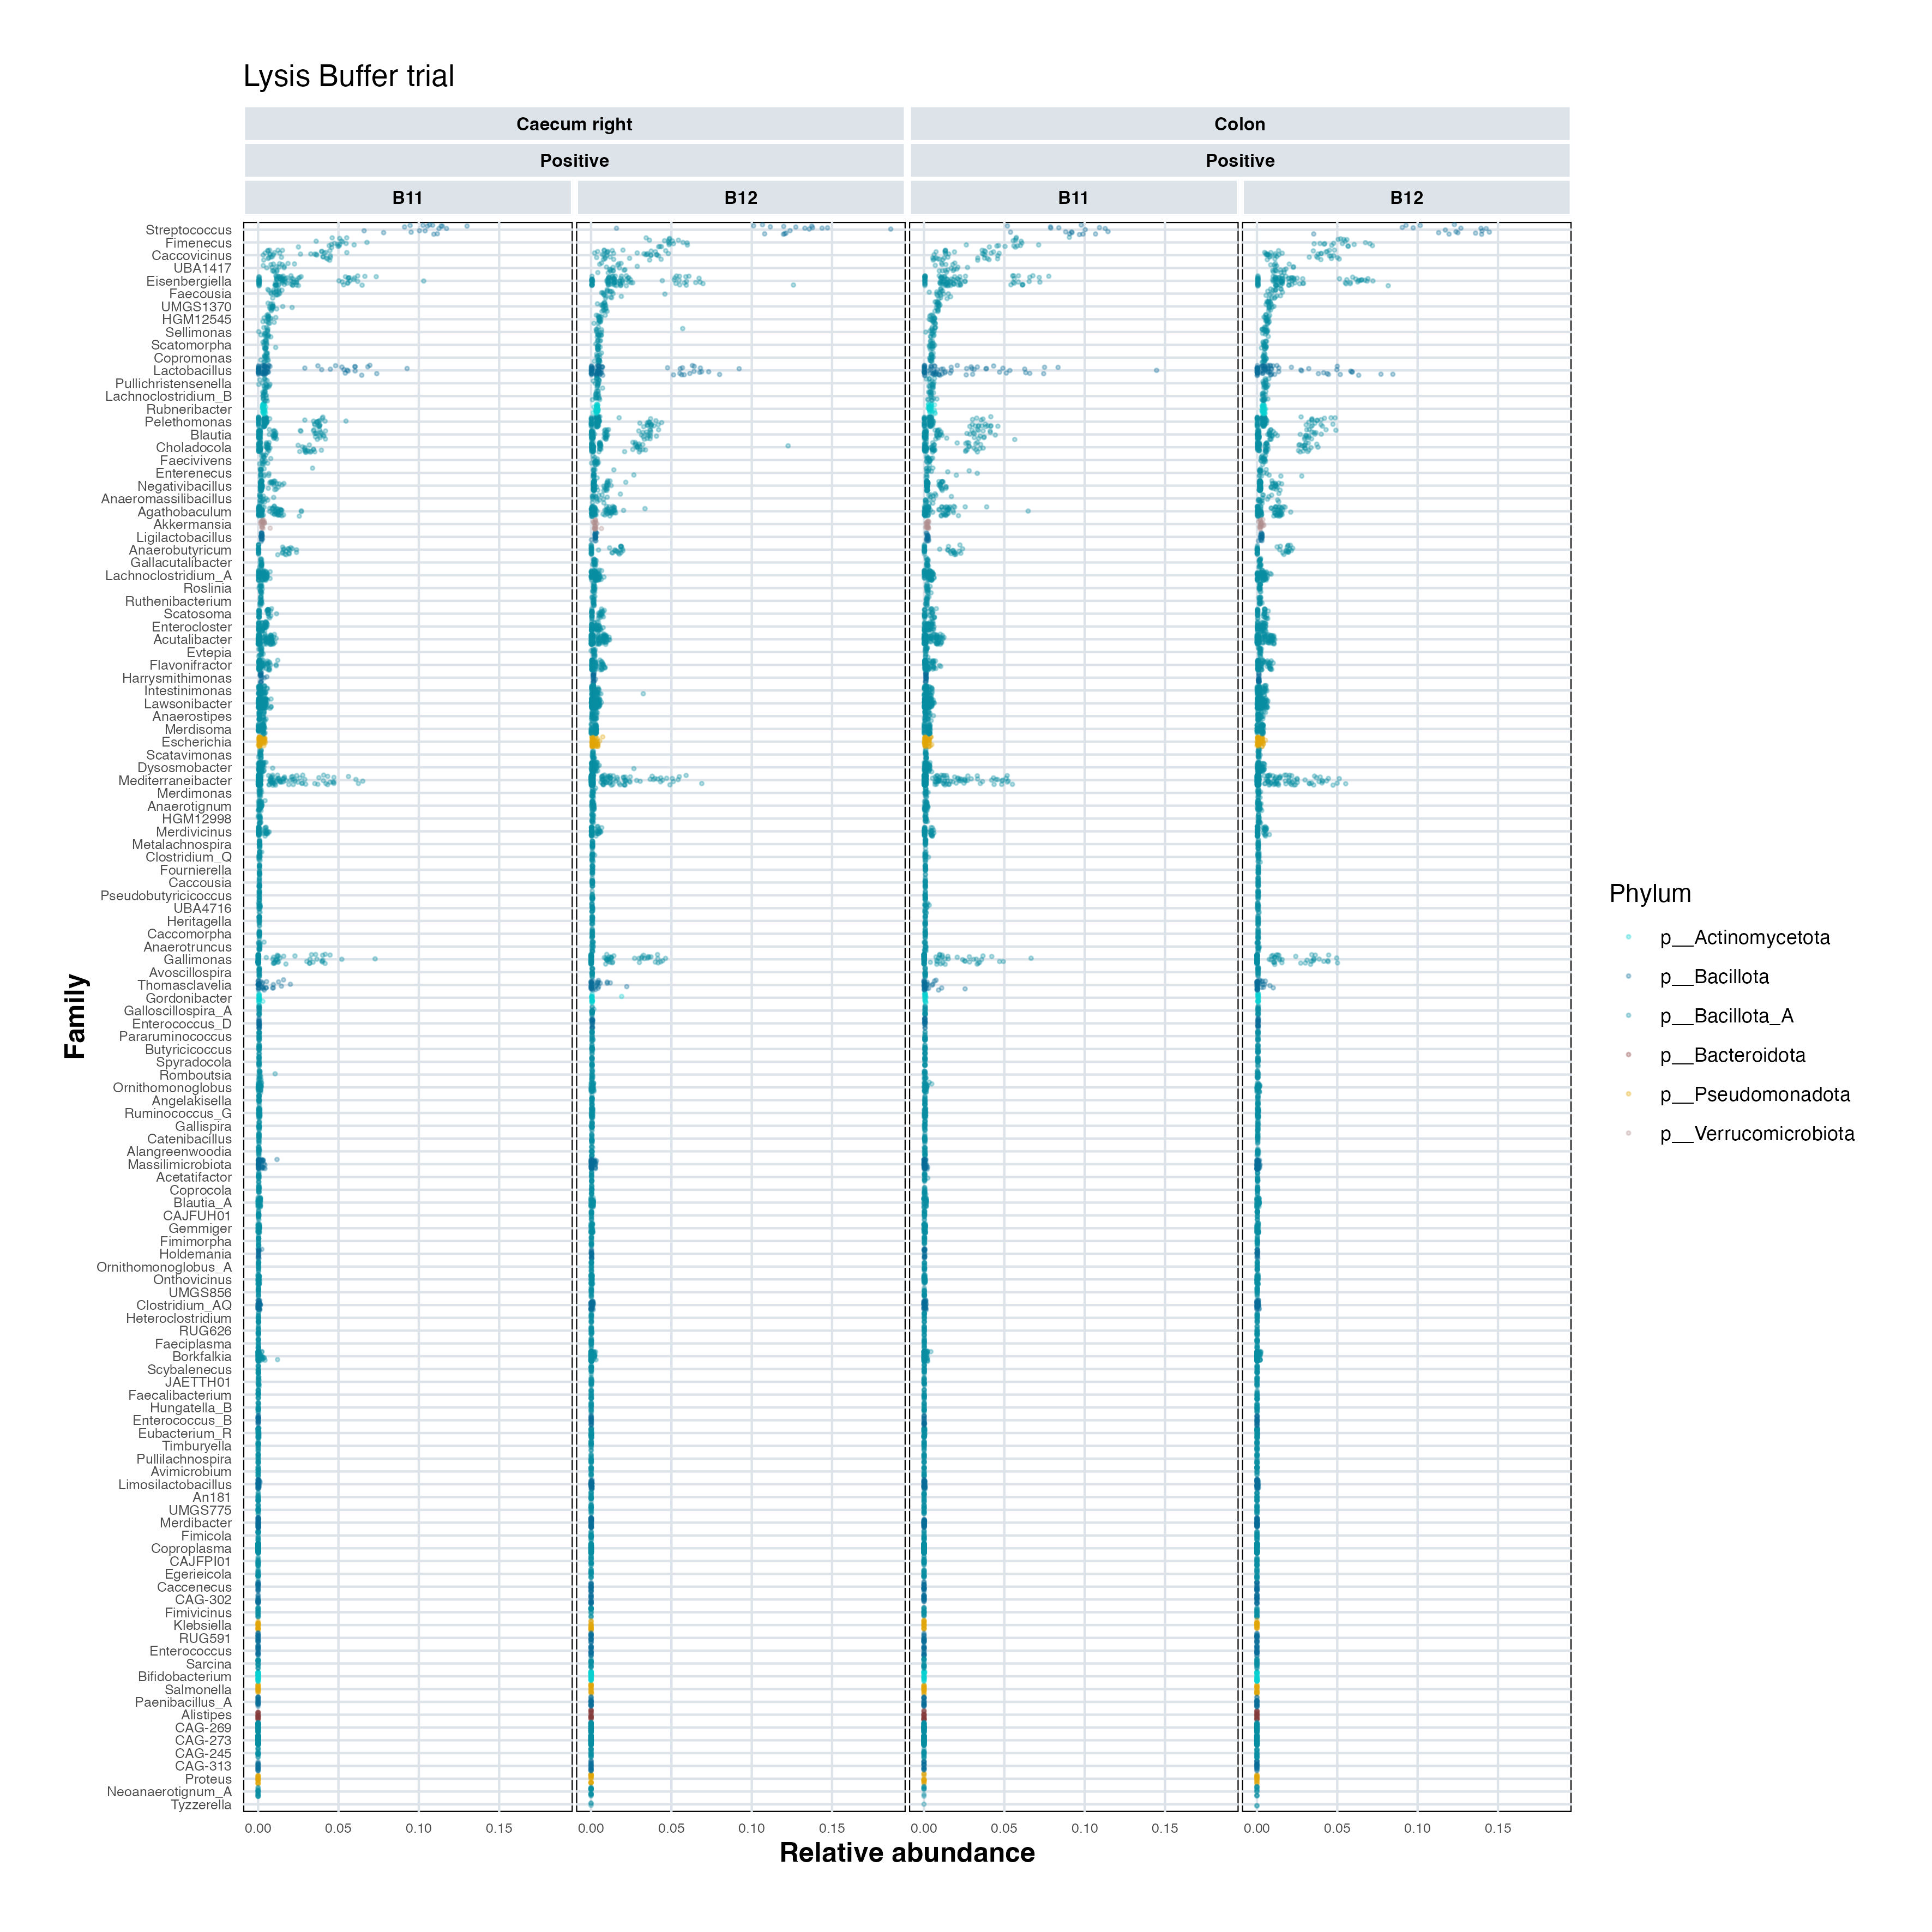 Lysis Buffer trial
Caecum right
Colon
Positive
Positive
B11
B12
B11
B12
Streptococcus
Fimenecus
Caccovicinus
UBA1417
Eisenbergiella
Faecousia
UMGS1370
HGM12545
Sellimonas
Scatomorpha
Copromonas
Lactobacillus
Pullichristensenella
Lachnoclostridium_B
Rubneribacter
Pelethomonas
Blautia
Choladocola
Faecivivens
Enterenecus
Negativibacillus
Anaeromassilibacillus
Agathobaculum
Akkermansia
Ligilactobacillus
Anaerobutyricum
Gallacutalibacter
Lachnoclostridium_A
Roslinia
Ruthenibacterium
Scatosoma
Enterocloster
Acutalibacter
Evtepia
Flavonifractor
Harrysmithimonas
Intestinimonas
Lawsonibacter
Anaerostipes
Merdisoma
Escherichia
Scatavimonas
Dysosmobacter
Mediterraneibacter
Merdimonas
Anaerotignum
HGM12998
Merdivicinus
Metalachnospira
Clostridium_Q
Fournierella
Caccousia
Pseudobutyricicoccus
UBA4716
Heritagella
Caccomorpha
Anaerotruncus
Gallimonas
Avoscillospira
Thomasclavelia
Gordonibacter
Galloscillospira_A
Enterococcus_D
Pararuminococcus
Butyricicoccus
Spyradocola
Romboutsia
Ornithomonoglobus
Angelakisella
Ruminococcus_G
Gallispira
Catenibacillus
Alangreenwoodia
Massilimicrobiota
Acetatifactor
Coprocola
Blautia_A
CAJFUH01
Gemmiger
Fimimorpha
Holdemania
Ornithomonoglobus_A
Onthovicinus
UMGS856
Clostridium_AQ
Heteroclostridium
RUG626
Faeciplasma
Borkfalkia
Scybalenecus
JAETTH01
Faecalibacterium
Hungatella_B
Enterococcus_B
Eubacterium_R
Timburyella
Pullilachnospira
Avimicrobium
Limosilactobacillus
An181
UMGS775
Merdibacter
Fimicola
Coproplasma
CAJFPI01
Egerieicola
Caccenecus
CAG-302
Fimivicinus
Klebsiella
RUG591
Enterococcus
Sarcina
Bifidobacterium
Salmonella
Paenibacillus_A
Alistipes
CAG-269
CAG-273
CAG-245
CAG-313
Proteus
Neoanaerotignum_A
Tyzzerella
Family
0.00 0.05 0.10 0.15
0.00 0.05 0.10 0.15
0.00 0.05 0.10 0.15
0.00 0.05 0.10 0.15
Relative abundance
Phylum
p__Actinomycetota
p__Bacillota
p__Bacillota_A
p__Bacteroidota
p__Pseudomonadota
p__Verrucomicrobiota